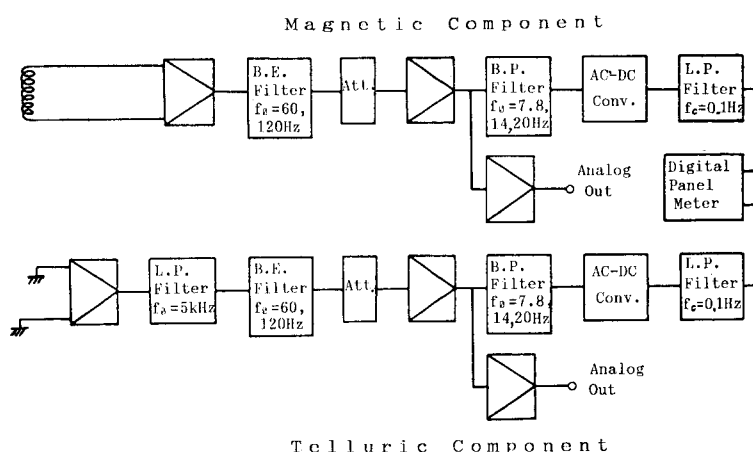 Magnetic Component
B.E.
Filter
f₀=60,
120Hz
Att.
B.P.
Filter
f₀=7.8,
14,20Hz
AC-DC
Conv.
L.P.
Filter
fc=0.1Hz
Analog
Out
Digital
Panel
Meter
L.P.
Filter
f₀=5kHz
B.E.
Filter
f₀=60,
120Hz
Att.
B.P.
Filter
f₀=7.8,
14,20Hz
AC-DC
Conv.
L.P.
Filter
fc=0.1Hz
Analog
Out
Telluric Component